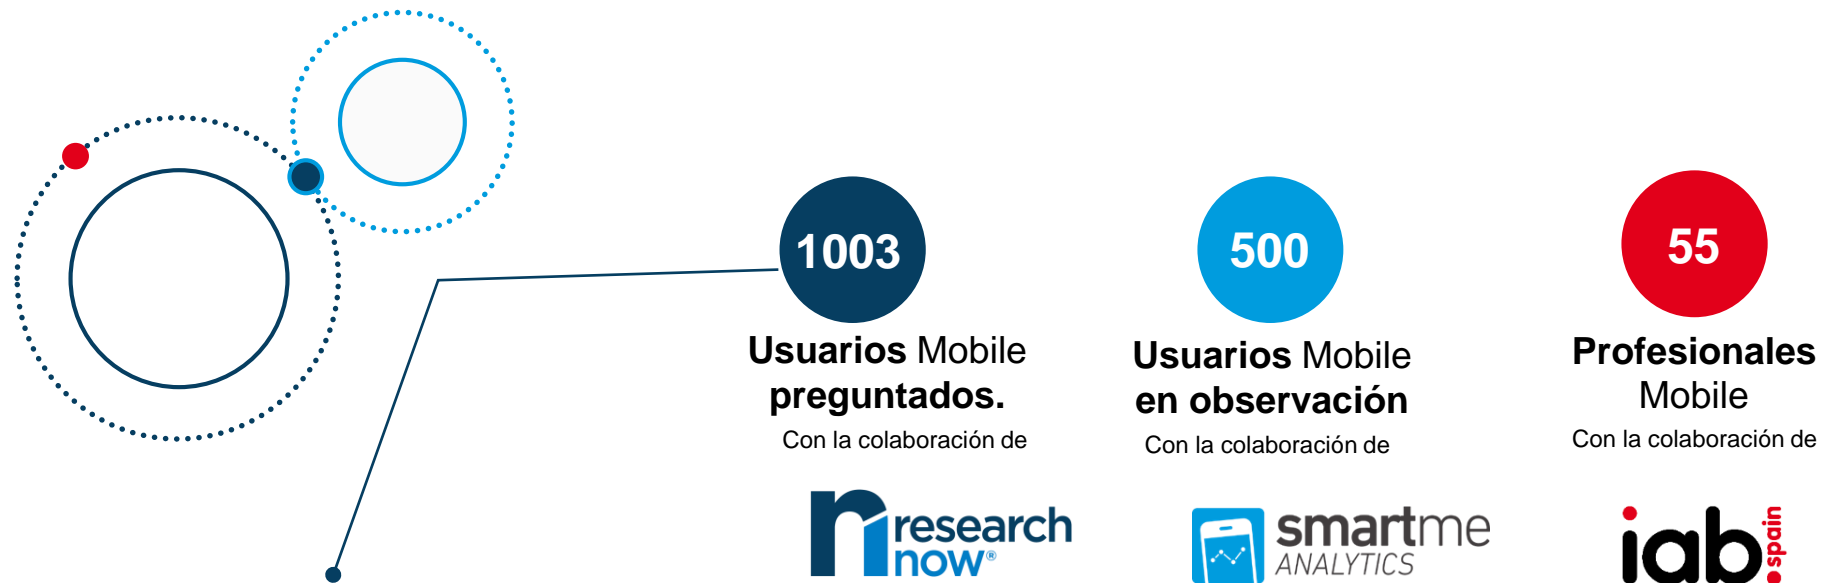 1003
Usuarios Mobile
preguntados.
Con la colaboración de
research
now®
500
Usuarios Mobile
en observación
Con la colaboración de
smartme
ANALYTICS
55
Profesionales
Mobile
Con la colaboración de
iab
spain